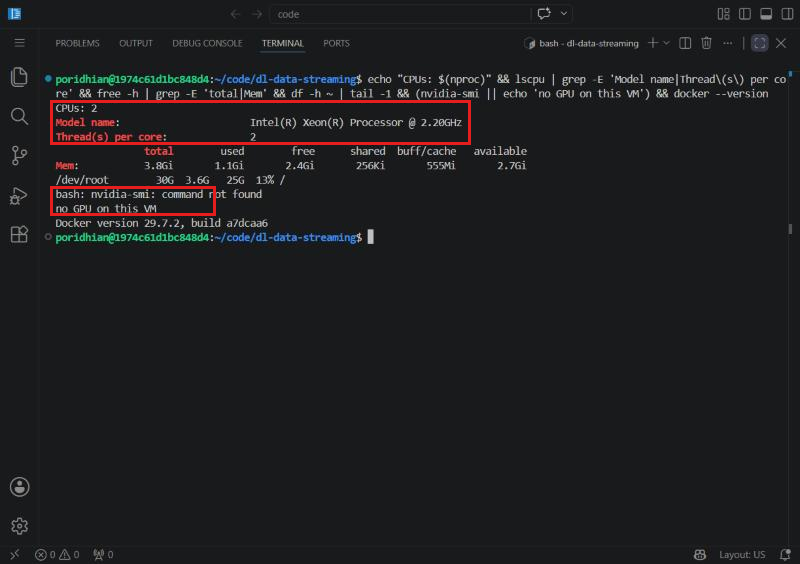 code
PROBLEMS OUTPUT DEBUG CONSOLE TERMINAL PORTS
bash - dl-data-streaming
poridhian@1974c61d1bc848d4:~/code/dl-data-streaming$ echo "CPUs: $(nproc)" && lscpu | grep -E 'Model name|Thread\(s\) per co
re' && free -h | grep -E 'total|Mem' && df -h ~ | tail -1 && (nvidia-smi || echo 'no GPU on this VM') && docker --version
CPUs: 2
Model name: Intel(R) Xeon(R) Processor @ 2.20GHz
Thread(s) per core: 2
total used free shared buff/cache available
Mem: 3.8Gi 1.1Gi 2.4Gi 256Ki 555Mi 2.7Gi
/dev/root 30G 3.6G 25G 13% /
bash: nvidia-smi: command not found
no GPU on this VM
Docker version 29.7.2, build a7dcaa6
poridhian@1974c61d1bc848d4:~/code/dl-data-streaming$
0 0 0 Layout: US